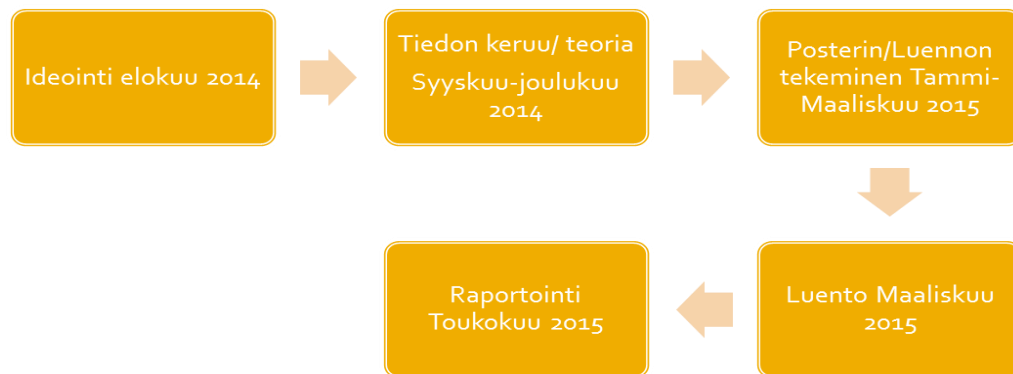 Ideointi elokuu 2014
Tiedon keruu/ teoria
Syyskuu-joulukuu
2014
Posterin/Luennon
tekeminen Tammi-
Maaliskuu 2015
Luento Maaliskuu
2015
Raportointi
Toukokuu 2015